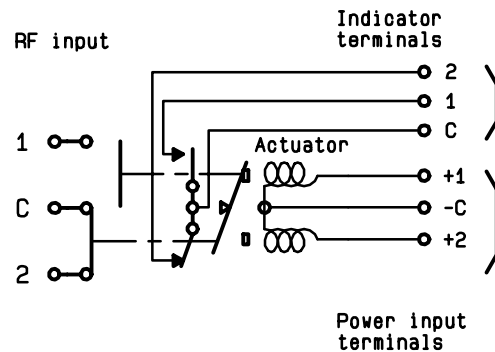 Indicator
terminals
RF input
2
1
C
Actuator
1
+1
C
-C
+2
2
Power input
terminals